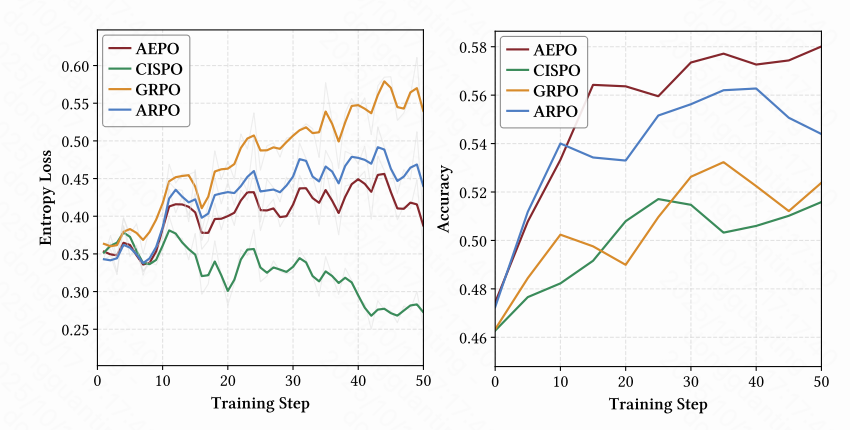 AEPO
CISPO
GRPO
ARPO
Entropy Loss
0.60
0.55
0.50
0.45
0.40
0.35
0.30
0.25
0 10 20 30 40 50
Training Step
AEPO
CISPO
GRPO
ARPO
Accuracy
0.58
0.56
0.54
0.52
0.50
0.48
0.46
0 10 20 30 40 50
Training Step